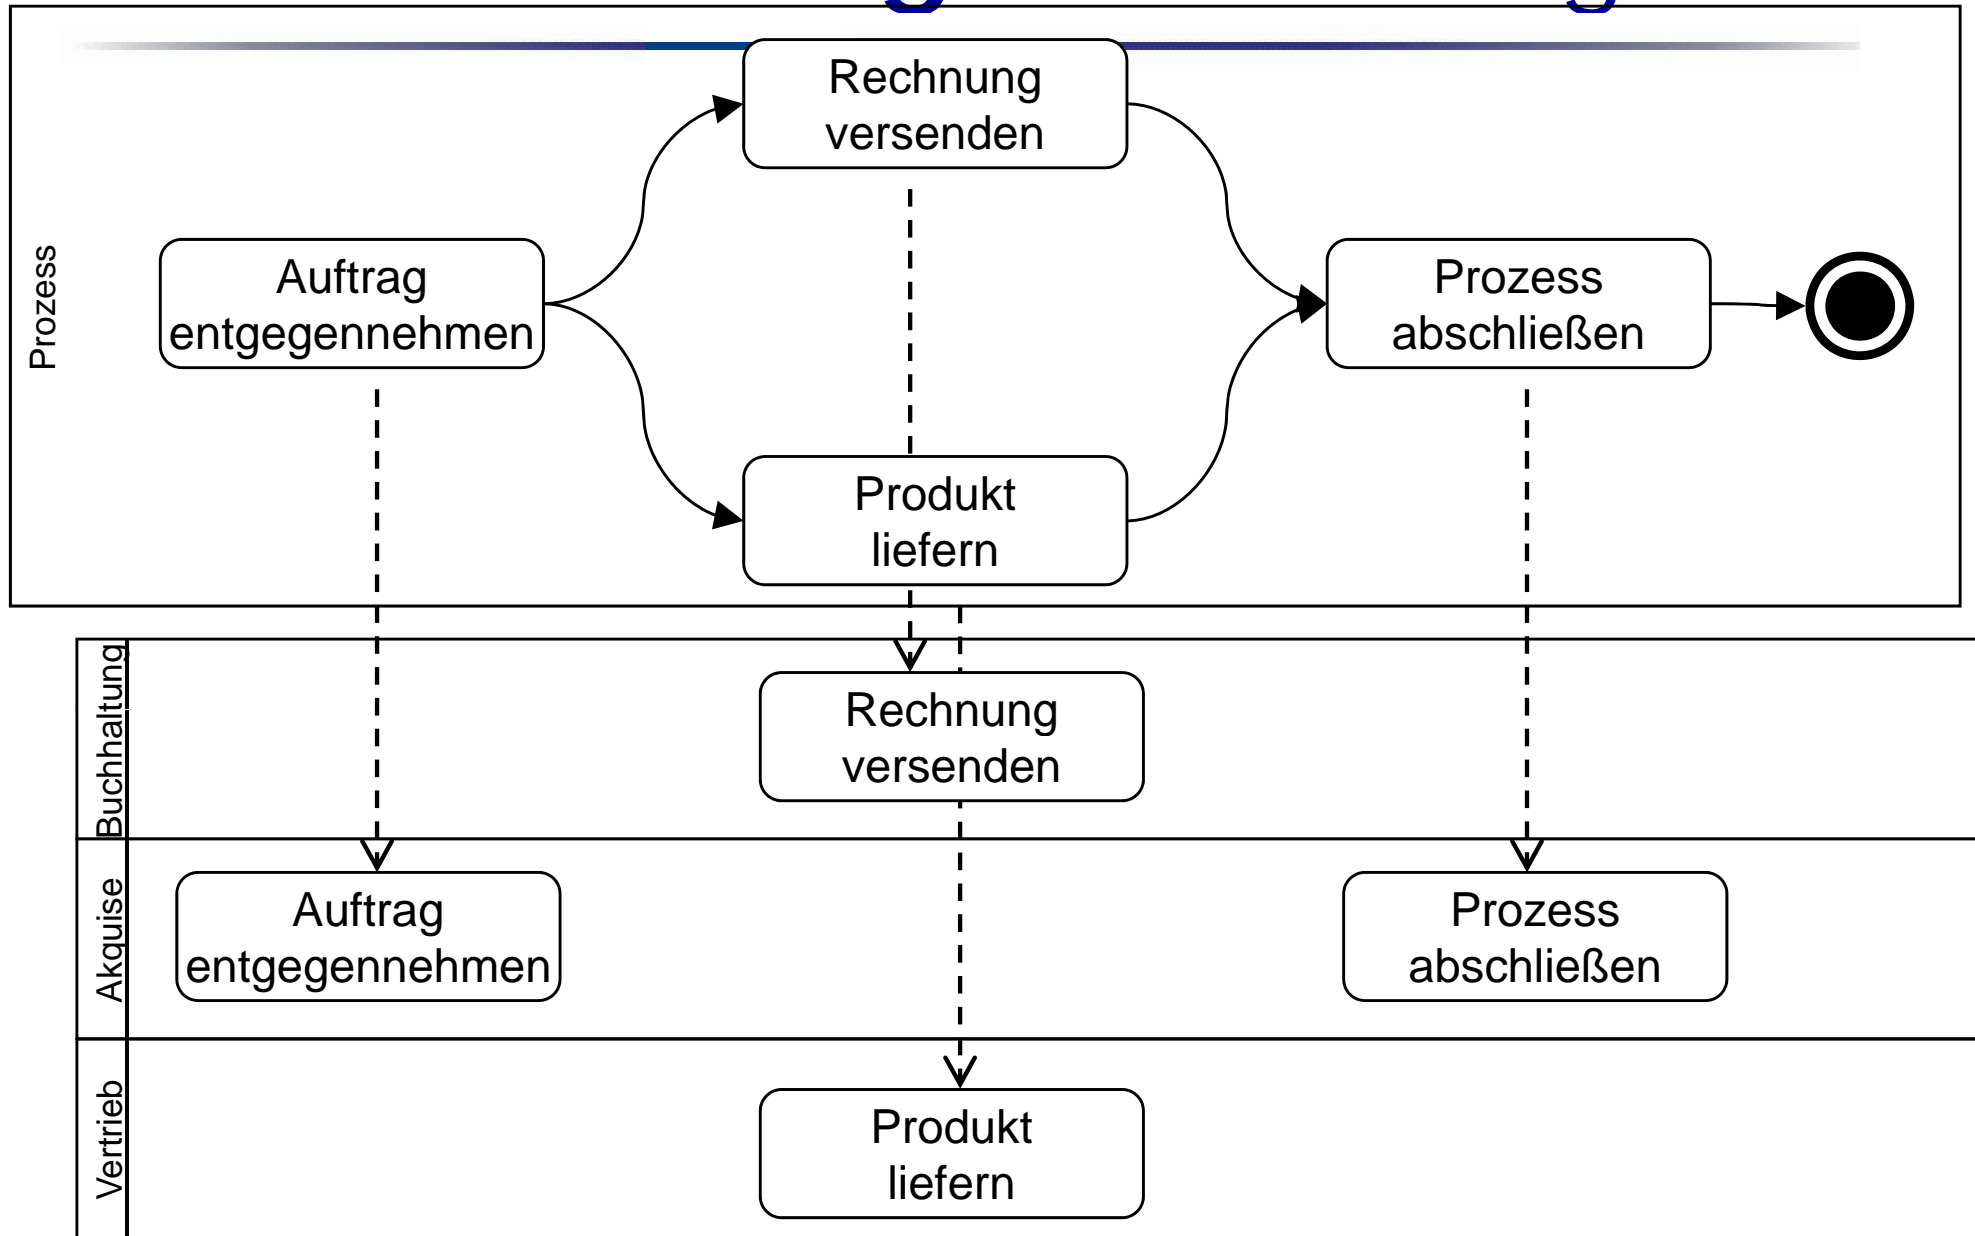 Rechnung
versenden
Prozess
Auftrag
entgegennehmen
Prozess
abschließen
Produkt
liefern
Buchhaltung
Rechnung
versenden
Akquise
Auftrag
entgegennehmen
Prozess
abschließen
Vertrieb
Produkt
liefern